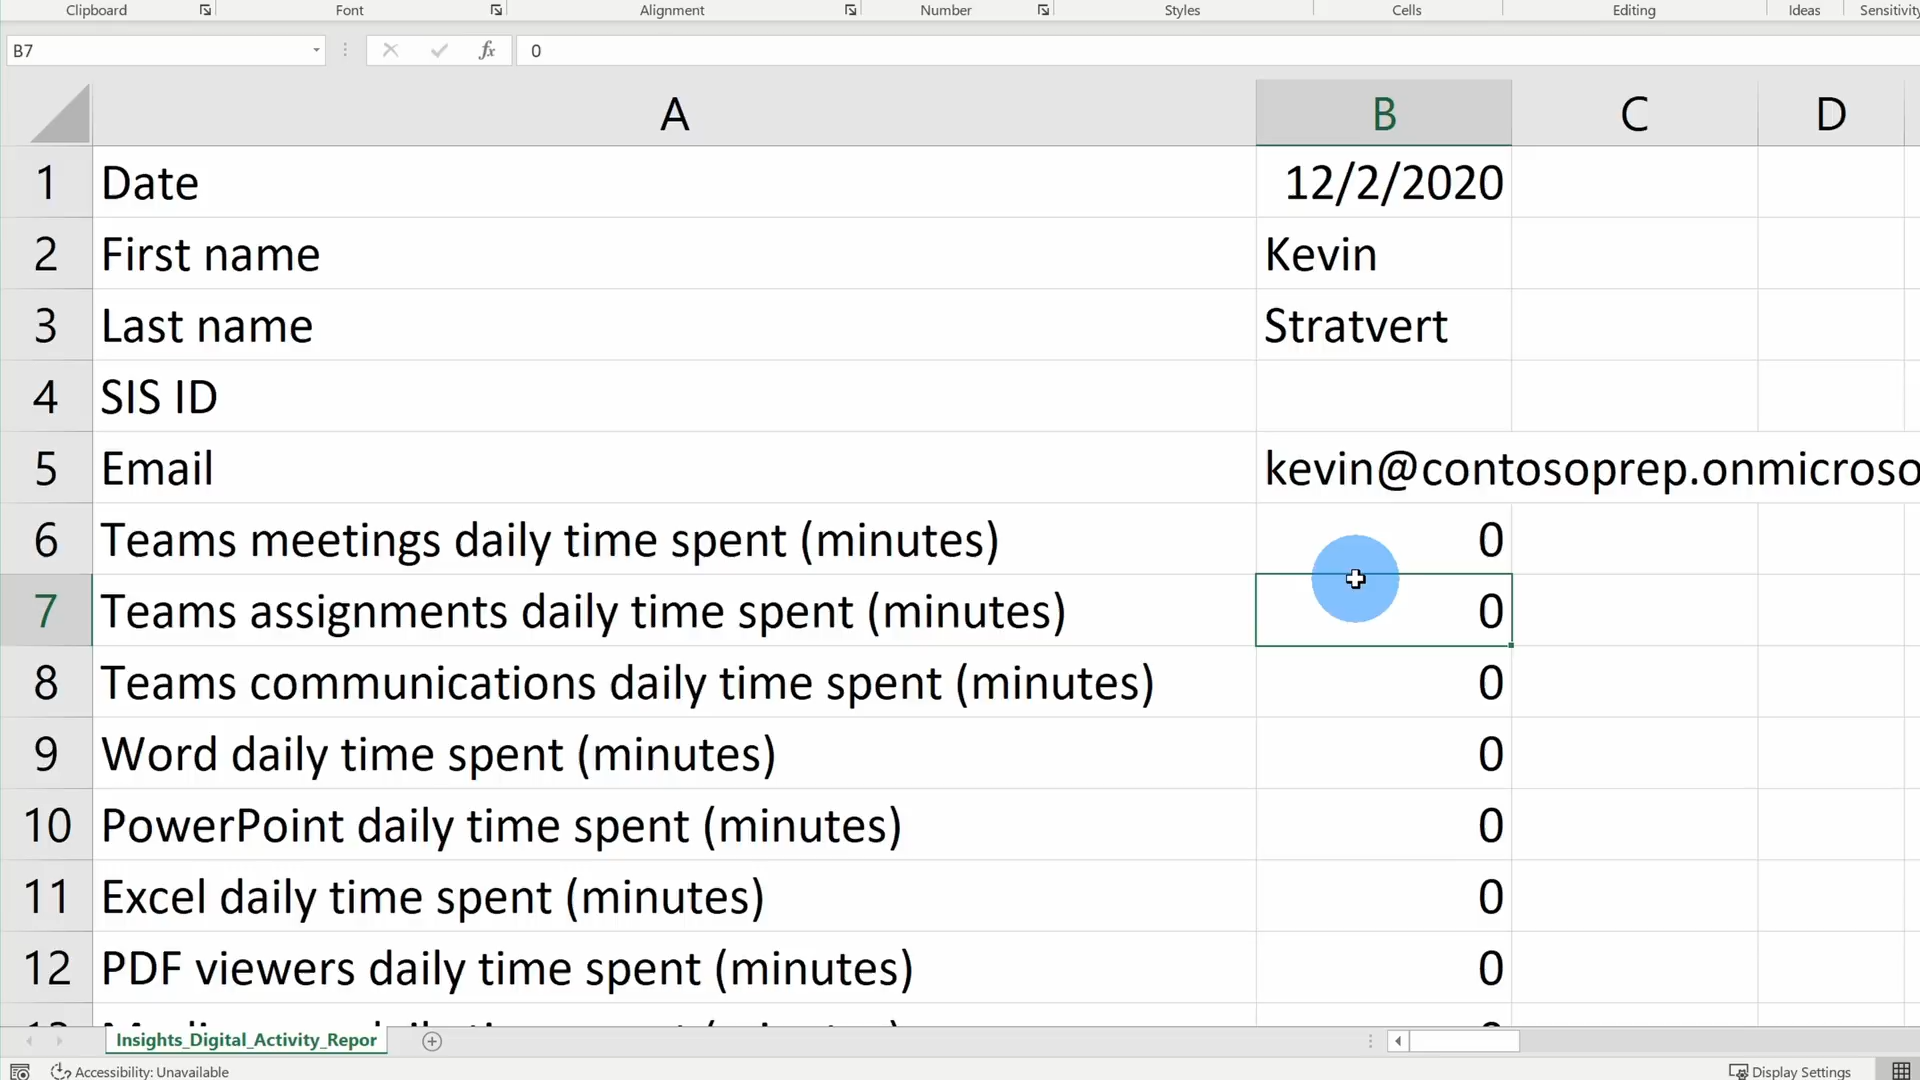 Clipboard Font Alignment Number Styles Cells Editing Ideas Sensitivity
B7 fx 0
A B C D
1 Date 12/2/2020
2 First name Kevin
3 Last name Stratvert
4 SIS ID
5 Email kevin@contosoprep.onmicroso
6 Teams meetings daily time spent (minutes) 0
7 Teams assignments daily time spent (minutes) 0
8 Teams communications daily time spent (minutes) 0
9 Word daily time spent (minutes) 0
10 PowerPoint daily time spent (minutes) 0
11 Excel daily time spent (minutes) 0
12 PDF viewers daily time spent (minutes) 0
Insights_Digital_Activity_Repor
Accessibility: Unavailable Display Settings